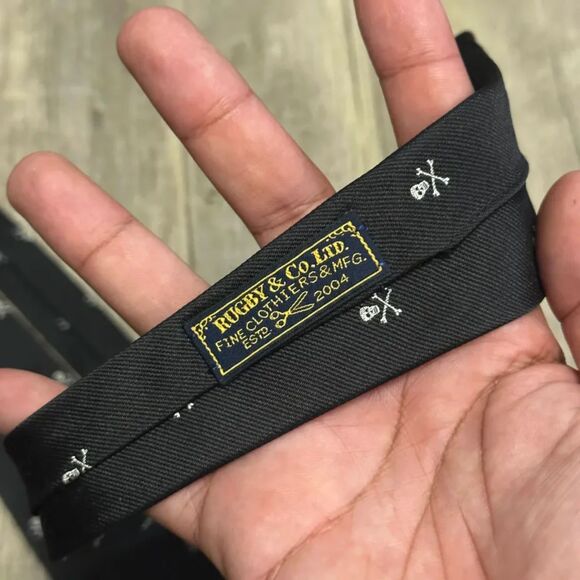 RUGBY & CO. LTD.
FINE CLOTHIERS & MFG.
ESTD 2004